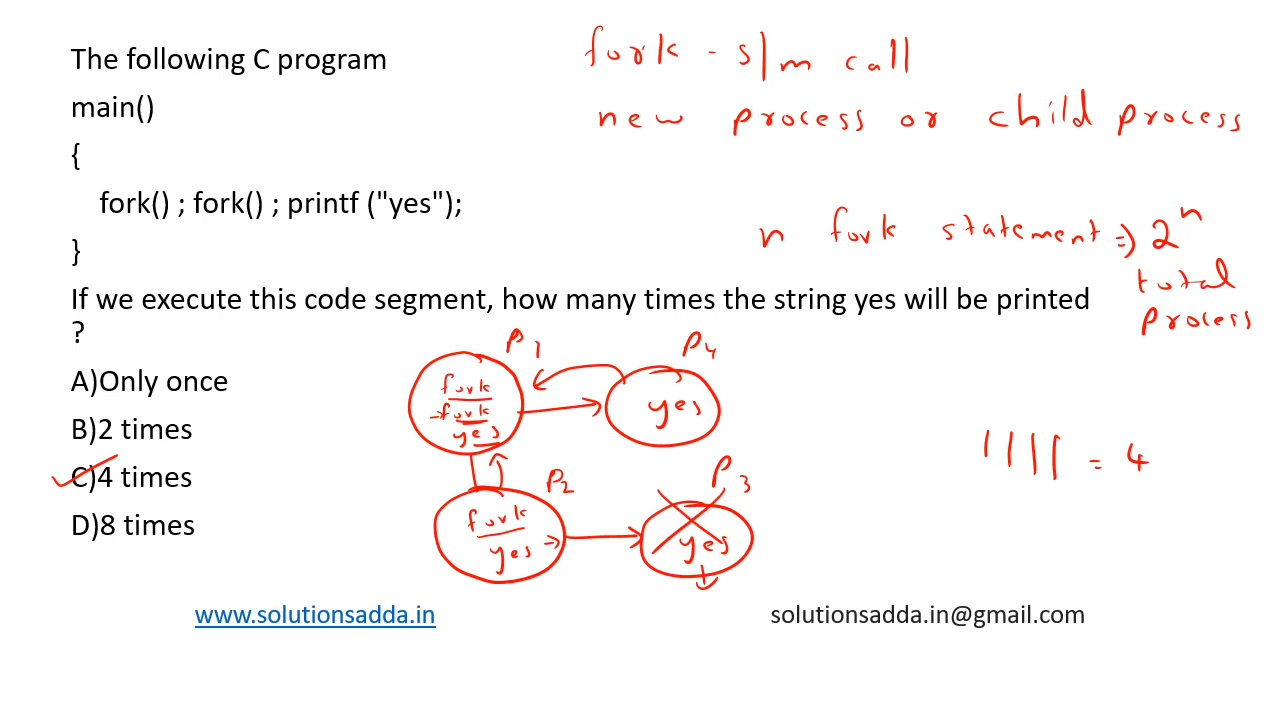 The following C program
main()
{
fork() ; fork() ; printf ("yes");
}
If we execute this code segment, how many times the string yes will be printed
?
A)Only once
B)2 times
C)4 times
D)8 times
fork - s/m call
new process or child process
n fork statement => 2^n
total
process
P1
fork
fork
yes
P4
yes
P2
fork
yes
P3
yes
|||| = 4
www.solutionsadda.in
solutionsadda.in@gmail.com